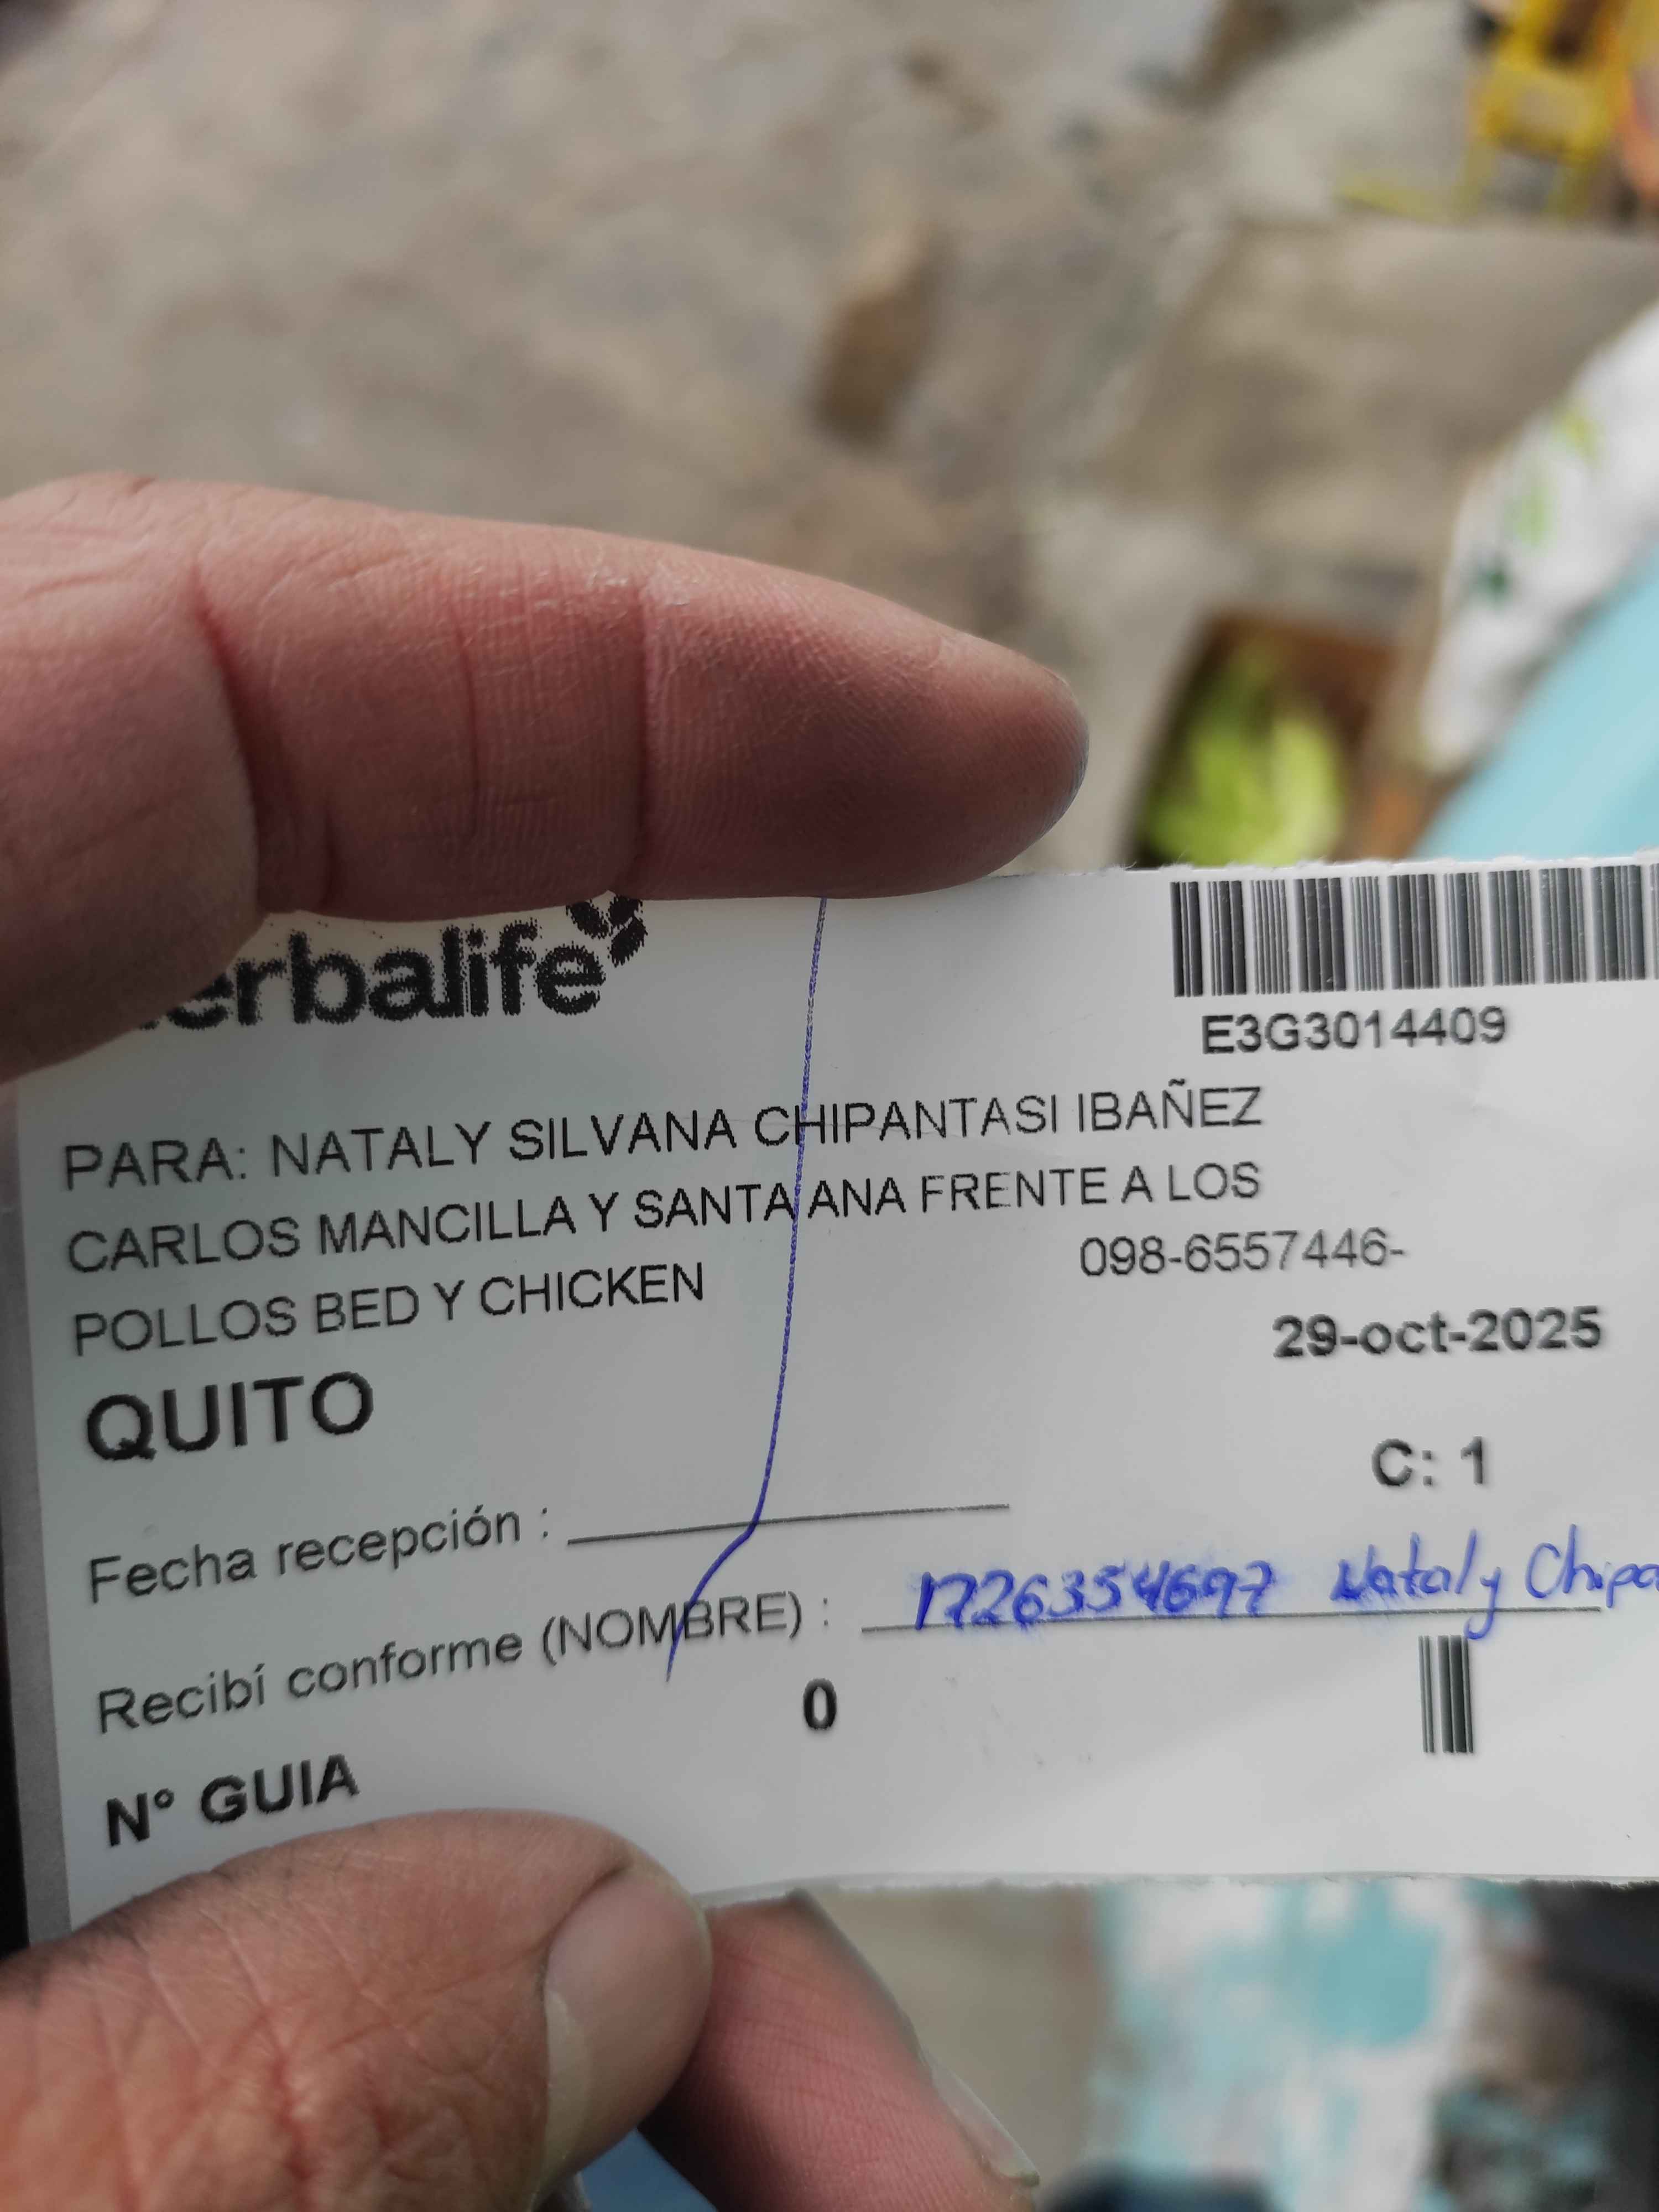 erbalife
E3G3014409
PARA: NATALY SILVANA CHIPANTASI IBAÑEZ
CARLOS MANCILLA Y SANTA ANA FRENTE A LOS
098-6557446-
POLLOS BED Y CHICKEN
29-oct-2025
QUITO
C: 1
Fecha recepción :
Recibí conforme (NOMBRE) : 1726354697 Nataly Chipa
0
N° GUIA